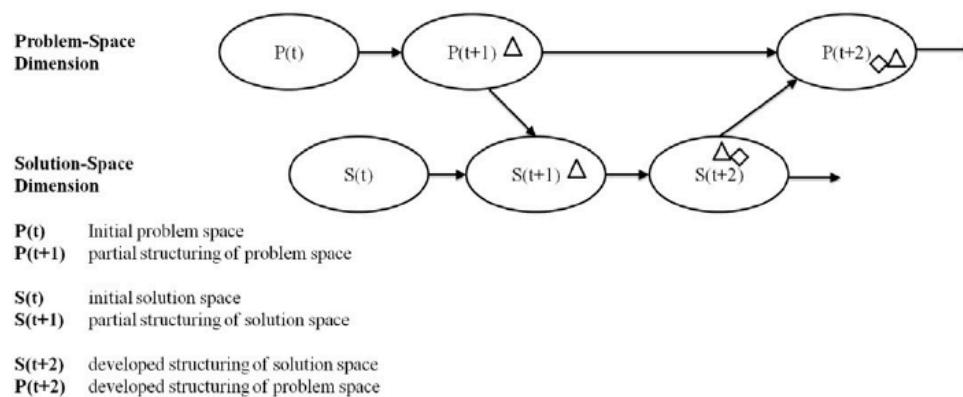 Problem-Space
Dimension
P(t)
P(t+1)
P(t+2)
Solution-Space
Dimension
S(t)
S(t+1)
S(t+2)
P(t) Initial problem space
P(t+1) partial structuring of problem space
S(t) initial solution space
S(t+1) partial structuring of solution space
S(t+2) developed structuring of solution space
P(t+2) developed structuring of problem space